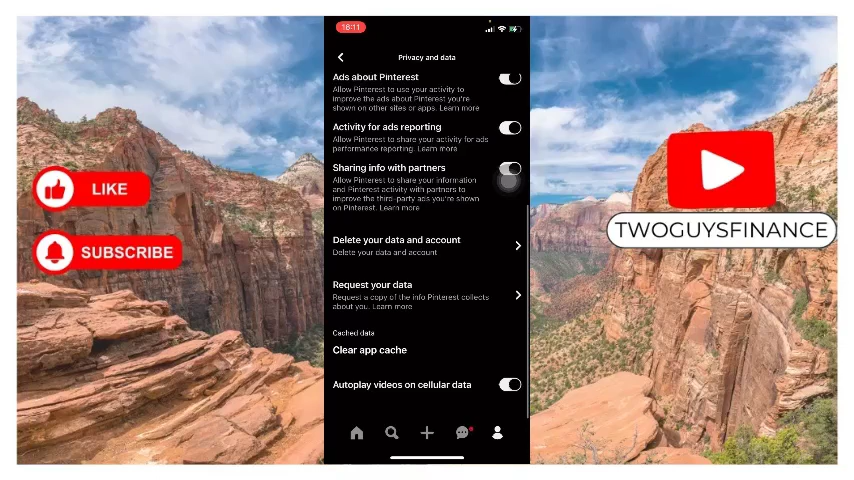 16:11
Privacy and data
Ads about Pinterest
Allow Pinterest to use your activity to
improve the ads about Pinterest you're
shown on other sites or apps. Learn more
Activity for ads reporting
Allow Pinterest to share your activity for ads
performance reporting. Learn more
Sharing info with partners
Allow Pinterest to share your information
and Pinterest activity with partners to
improve the third-party ads you're shown
on Pinterest. Learn more
Delete your data and account
Delete your data and account
Request your data
Request a copy of the info Pinterest collects
about you. Learn more
Cached data
Clear app cache
Autoplay videos on cellular data
LIKE
SUBSCRIBE
TWOGUYSFINANCE